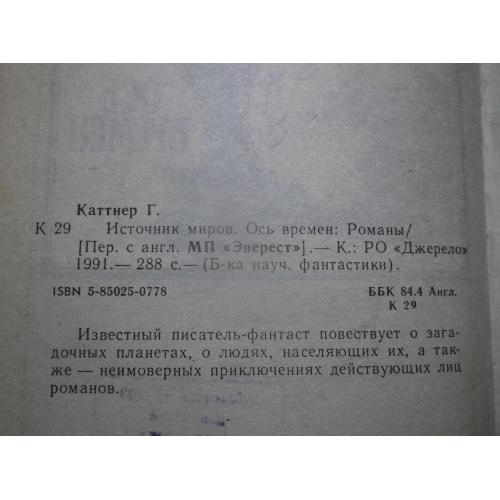 Каттнер Г.
К 29 Источник миров. Ось времен: Романы/
[Пер. с англ. МП «Эверест»].— К.: РО «Джерело»
1991.— 288 с.— (Б-ка науч. фантастики).
ISBN 5-85025-0778 ББК 84.4 Англ.
К 29
Известный писатель-фантаст повествует о зага-
дочных планетах, о людях, населяющих их, а так-
же — неимоверных приключениях действующих лиц
романов.